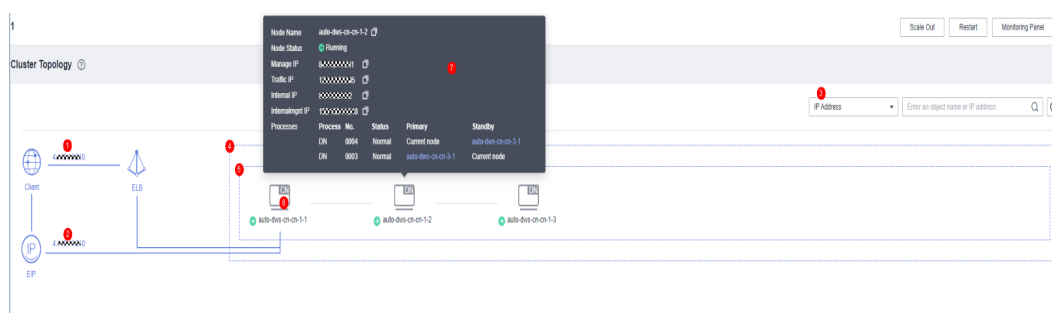 1
Scale Out Restart Monitoring Panel
Cluster Topology ?
Node Name auto-dws-cn-cn-1-2
Node Status Running
Manage IP
Traffic IP
Internal IP
Internalmgnt IP
Processes Process No. Status Primary Standby
DN 0004 Normal Current node auto-dws-cn-cn-3-1
DN 0003 Normal auto-dws-cn-cn-3-1 Current node
7
3
IP Address Enter an object name or IP address.
1
2
4
5
6
Client
ELB
CN
DN
DN
auto-dws-cn-cn-1-1 auto-dws-cn-cn-1-2 auto-dws-cn-cn-1-3
IP
EIP